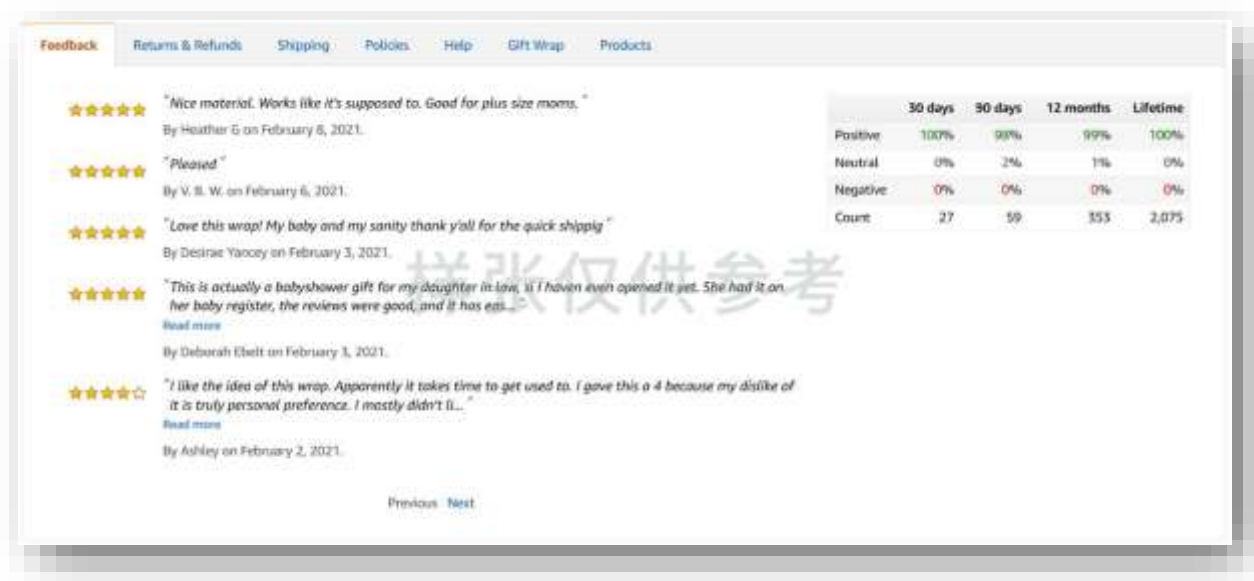 Feedback
Returns & Refunds
Shipping
Policies
Help
Gift Wrap
Products
"Nice material. Works like it's supposed to. Good for plus size moms. "
By Heather G on February 8, 2021.
"Pleased "
By V. B. W. on February 6, 2021.
"Love this wrap! My baby and my sanity thank y'all for the quick shippig "
By Desirae Yancey on February 3, 2021.
"This is actually a babyshower gift for my daughter in law, si I haven even opened it yet. She had it on
her baby register, the reviews were good, and it has eas... "
Read more
By Deborah Ebelt on February 3, 2021.
"I like the idea of this wrap. Apparently it takes time to get used to. I gave this a 4 because my dislike of
it is truly personal preference. I mostly didn't li... "
Read more
By Ashley on February 2, 2021.
Previous Next
30 days 90 days 12 months Lifetime
Positive 100% 98% 99% 100%
Neutral 0% 2% 1% 0%
Negative 0% 0% 0% 0%
Count 27 59 353 2,075
样张仅供参考